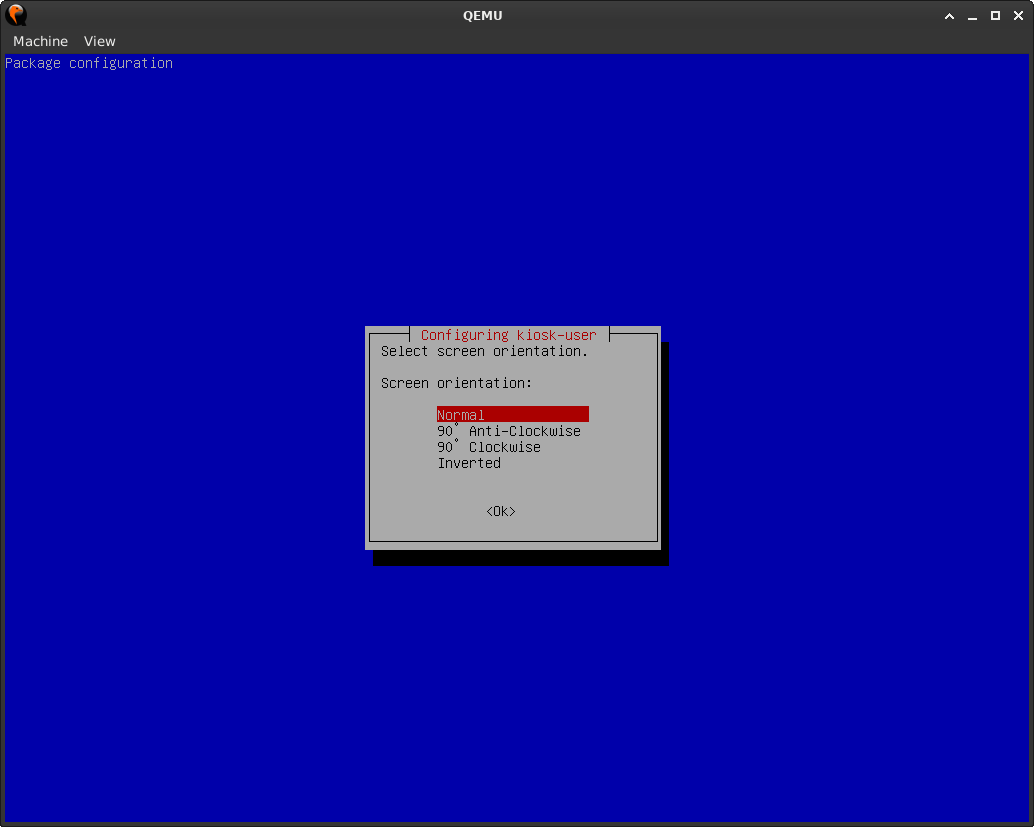 QEMU
Machine View
Package configuration
Configuring kiosk-user
Select screen orientation.
Screen orientation:
Normal
90° Anti-Clockwise
90° Clockwise
Inverted
<Ok>